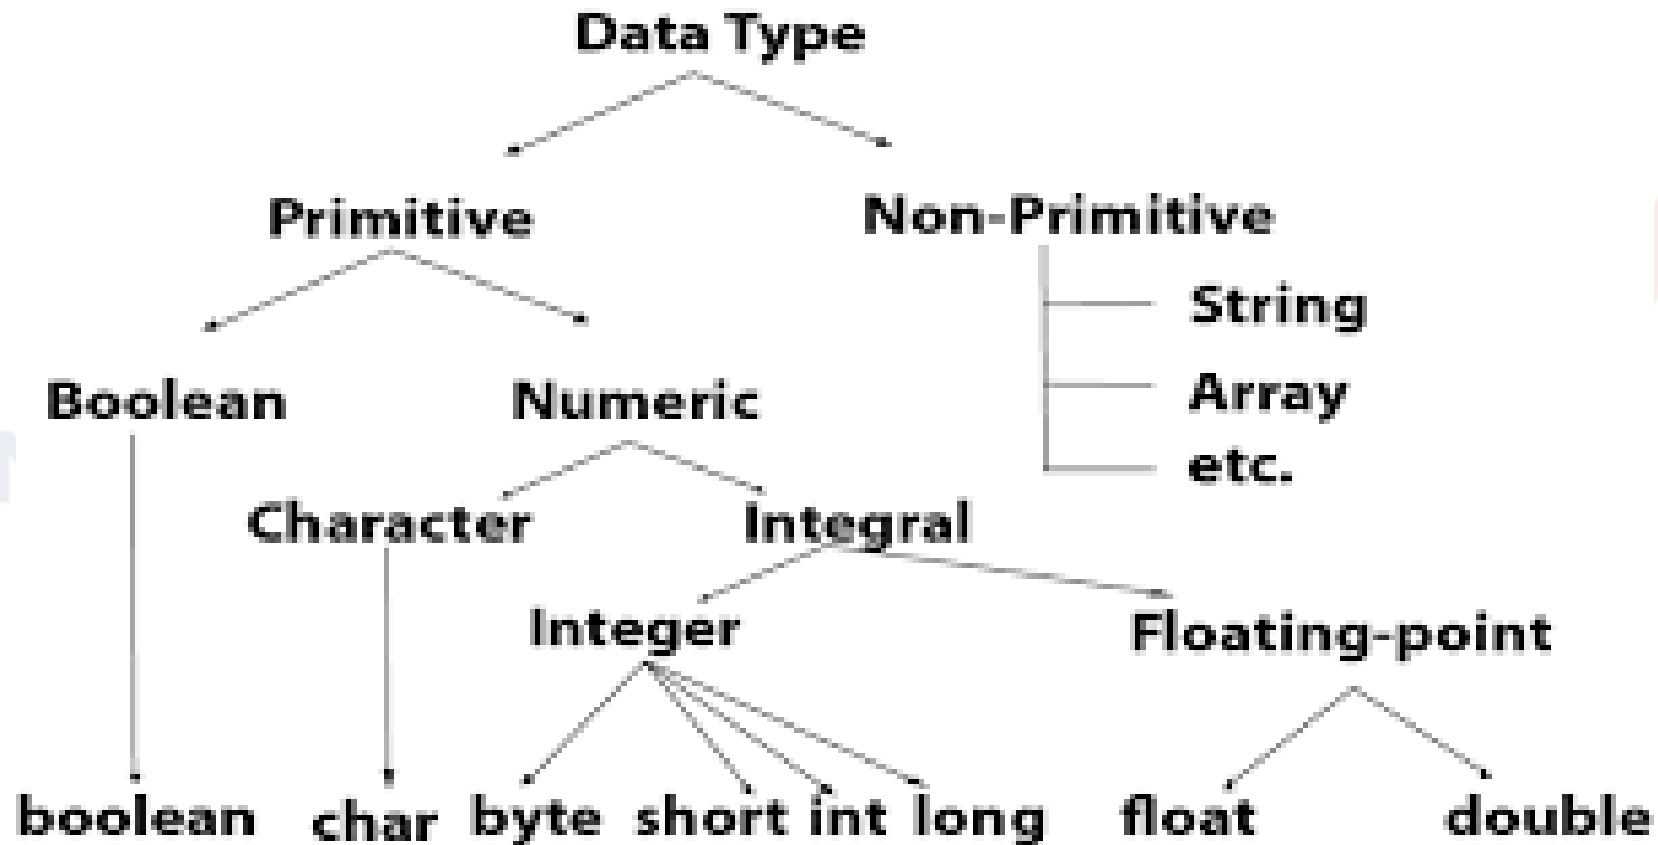 Data Type
Primitive
Non-Primitive
String
Array
etc.
Boolean
Numeric
Character
Integral
Integer
Floating-point
boolean
char
byte
short
int
long
float
double